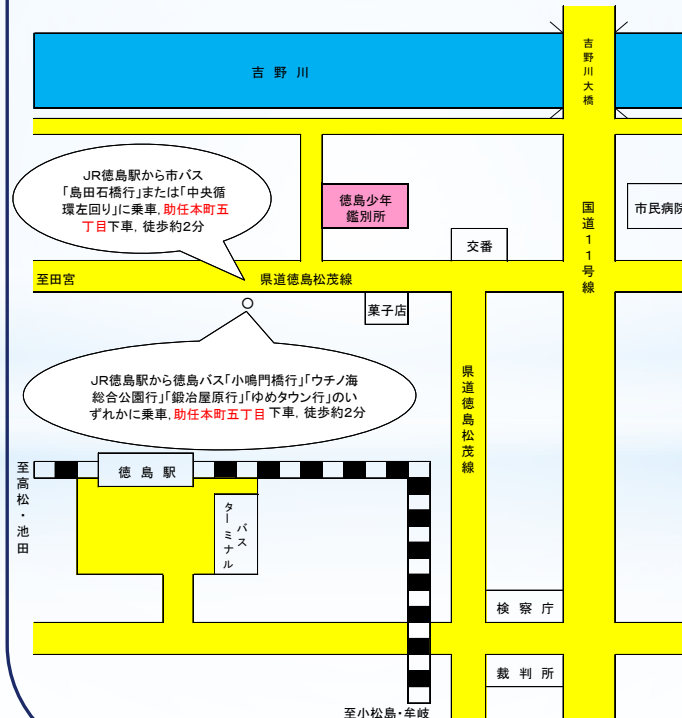 吉野川
吉野川大橋
JR徳島駅から市バス
「島田石橋行」または「中央循
環左回り」に乗車，助任本町五
丁目下車，徒歩約2分
徳島少年
鑑別所
国道11号線
市民病院
交番
至田宮
県道徳島松茂線
菓子店
JR徳島駅から徳島バス「小鳴門橋行」「ウチノ海
総合公園行」「鍛冶屋原行」「ゆめタウン行」のい
ずれかに乗車，助任本町五丁目下車，徒歩約2分
県道徳島松茂線
至高松・池田
徳島駅
バス
ターミナル
検察庁
裁判所
至小松島・牟岐